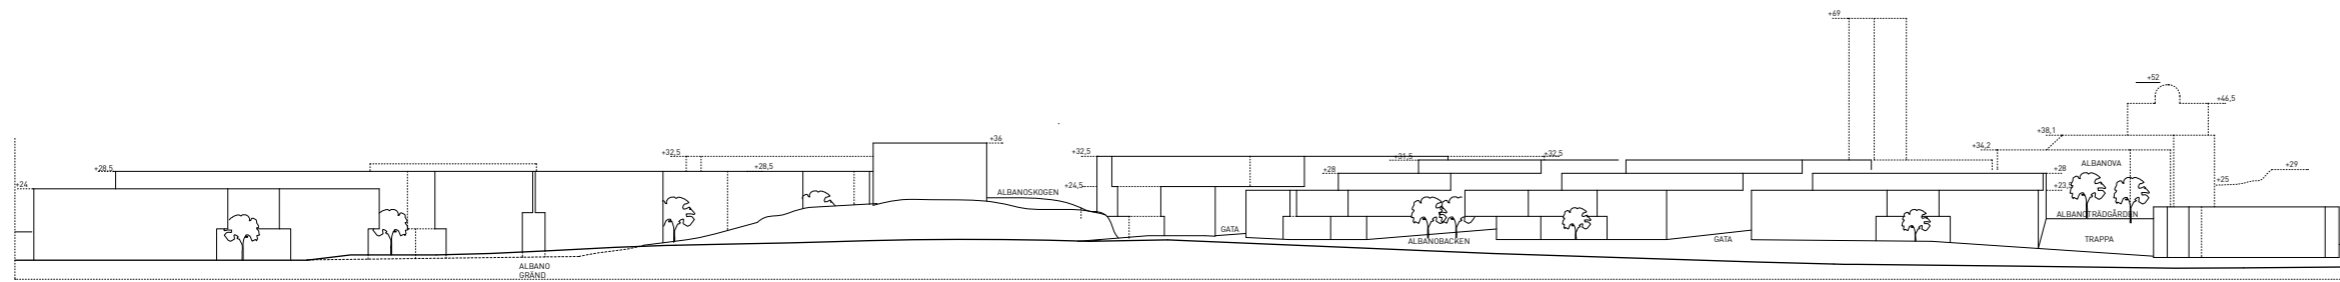 +69
+52
+46,5
+38,1
+36
+34,2
+32,5
+32,5
+32,5
+31,5
+28,5
+28,5
+28
+28
ALBANOVA
+29
+24
+24,5
+23,5
+25
ALBANOSKOGEN
ALBANOTRÄDGÅRDEN
GATA
ALBANOBACKEN
GATA
TRAPPA
ALBANO
GRÄND